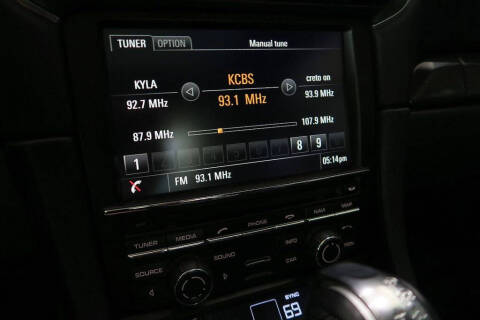 TUNER OPTION Manual tune
KYLA KCBS creto on
92.7 MHz 93.1 MHz 93.9 MHz
87.9 MHz 107.9 MHz
1 8 9
FM 93.1 MHz 05:14pm
PHONE NAVI MAP
TUNER MEDIA
SOURCE SOUND INFO
CAR
SYNC
69